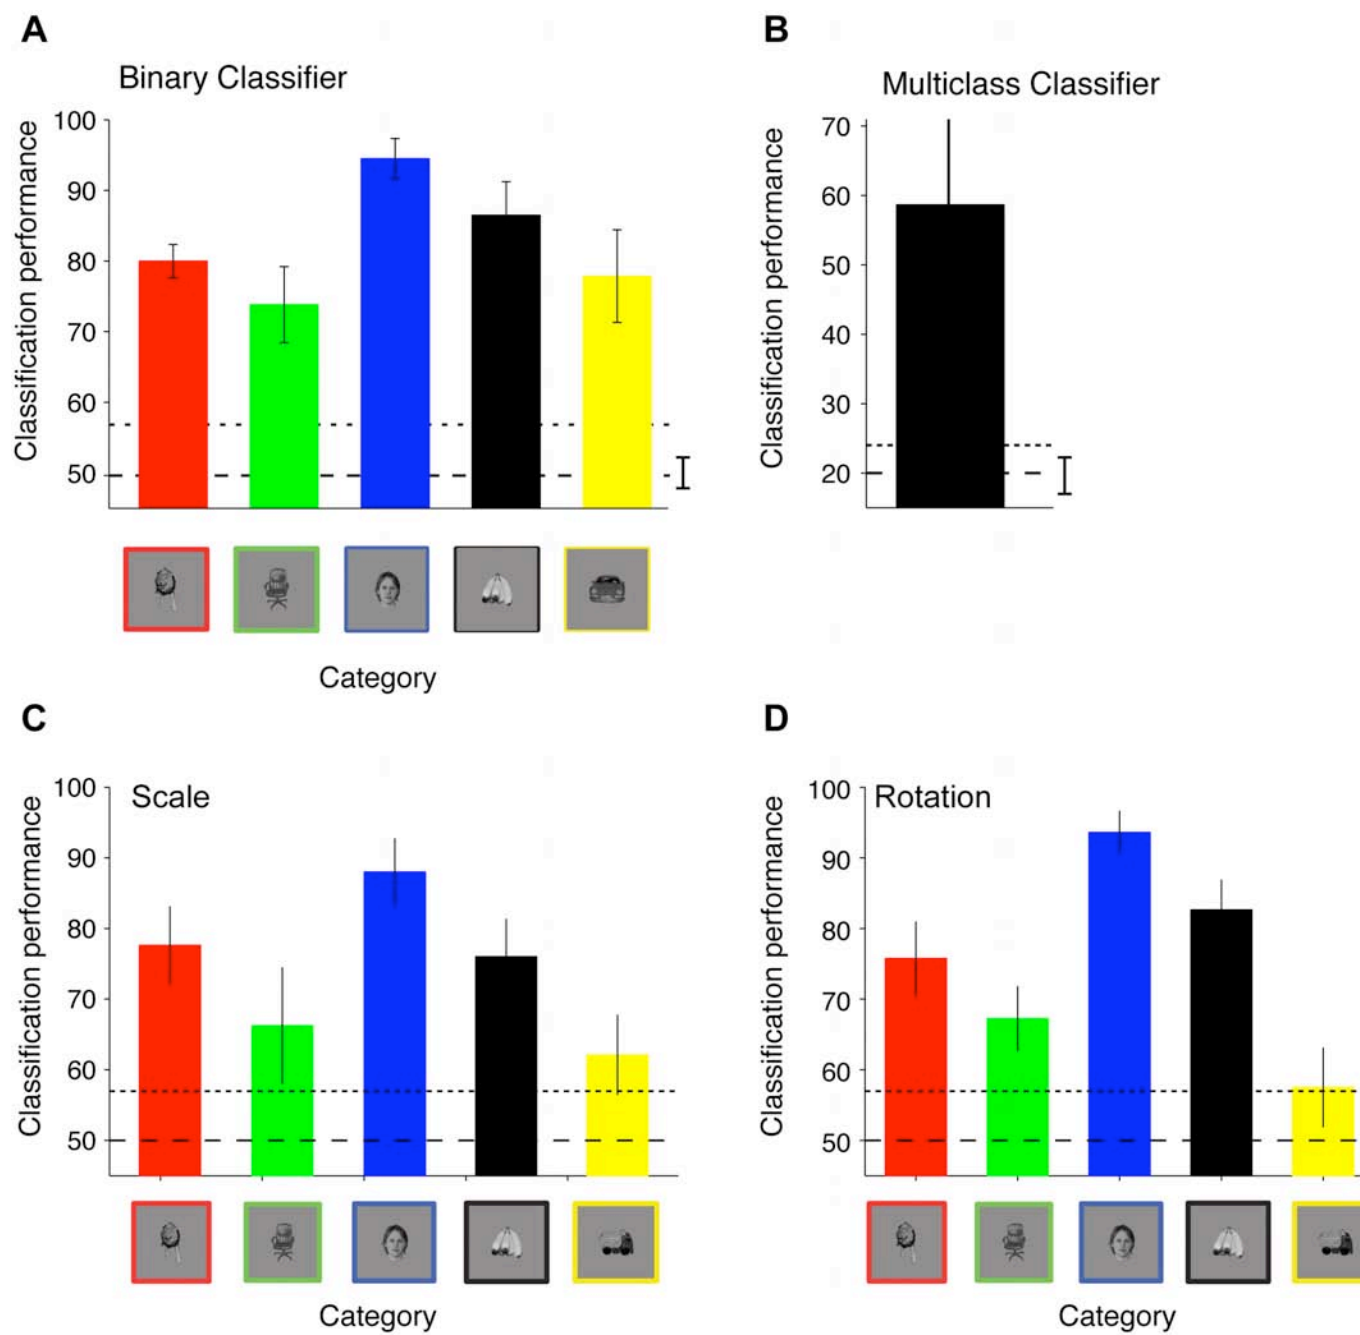 A
Binary Classifier
Classification performance
100
90
80
70
60
50
Category
B
Multiclass Classifier
Classification performance
70
60
50
40
30
20
C
Scale
Classification performance
100
90
80
70
60
50
Category
D
Rotation
Classification performance
100
90
80
70
60
50
Category